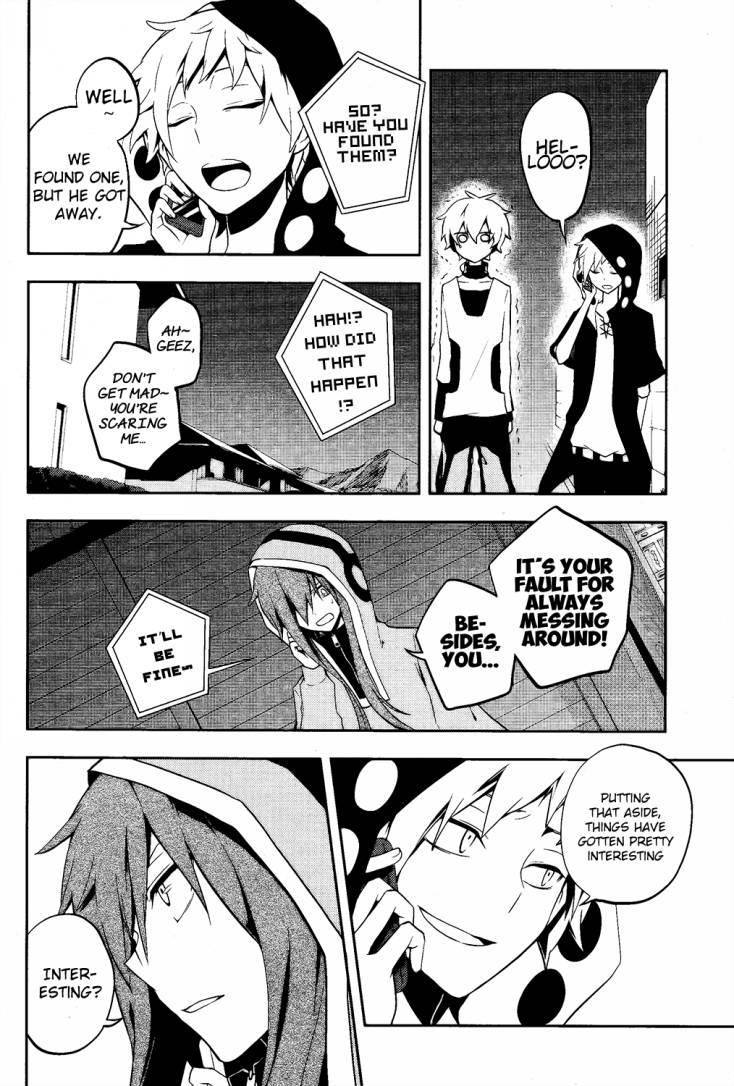 HEL-
LOOO?
SO?
HAVE YOU
FOUND
THEM?
WELL
~
WE
FOUND ONE,
BUT HE GOT
AWAY.
HAH!?
HOW DID
THAT
HAPPEN
!?
AH~
GEEZ,
DON'T
GET MAD~
YOU'RE
SCARING
ME...
IT'S YOUR
FAULT FOR
ALWAYS
MESSING
AROUND!
BE-
SIDES,
YOU...
IT'LL
BE
FINE~
PUTTING
THAT ASIDE,
THINGS HAVE
GOTTEN PRETTY
INTERESTING
INTER-
ESTING?